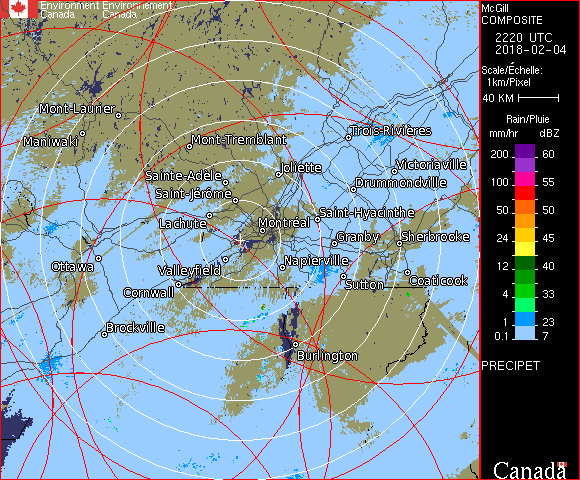 Environment Environnement
Canada Canada
McGill
COMPOSITE
2220 UTC
2018-02-04
Scale/Échelle:
1km/Pixel
40 KM
Rain/Pluie
mm/hr dBZ
200 60
100 55
50 50
24 45
12 40
4 33
1 23
0.1 7
PRECIPET
Canada
Mont-Laurier
Maniwaki
Trois-Rivières
Mont-Tremblant
Joliette
Victoriaville
Sainte-Adèle
Drummondville
Saint-Jérôme
Lachute
Saint-Hyacinthe
Montréal
Granby
Sherbrooke
Ottawa
Valleyfield
Napierville
Cornwall
Sutton
Coaticook
Brockville
Burlington